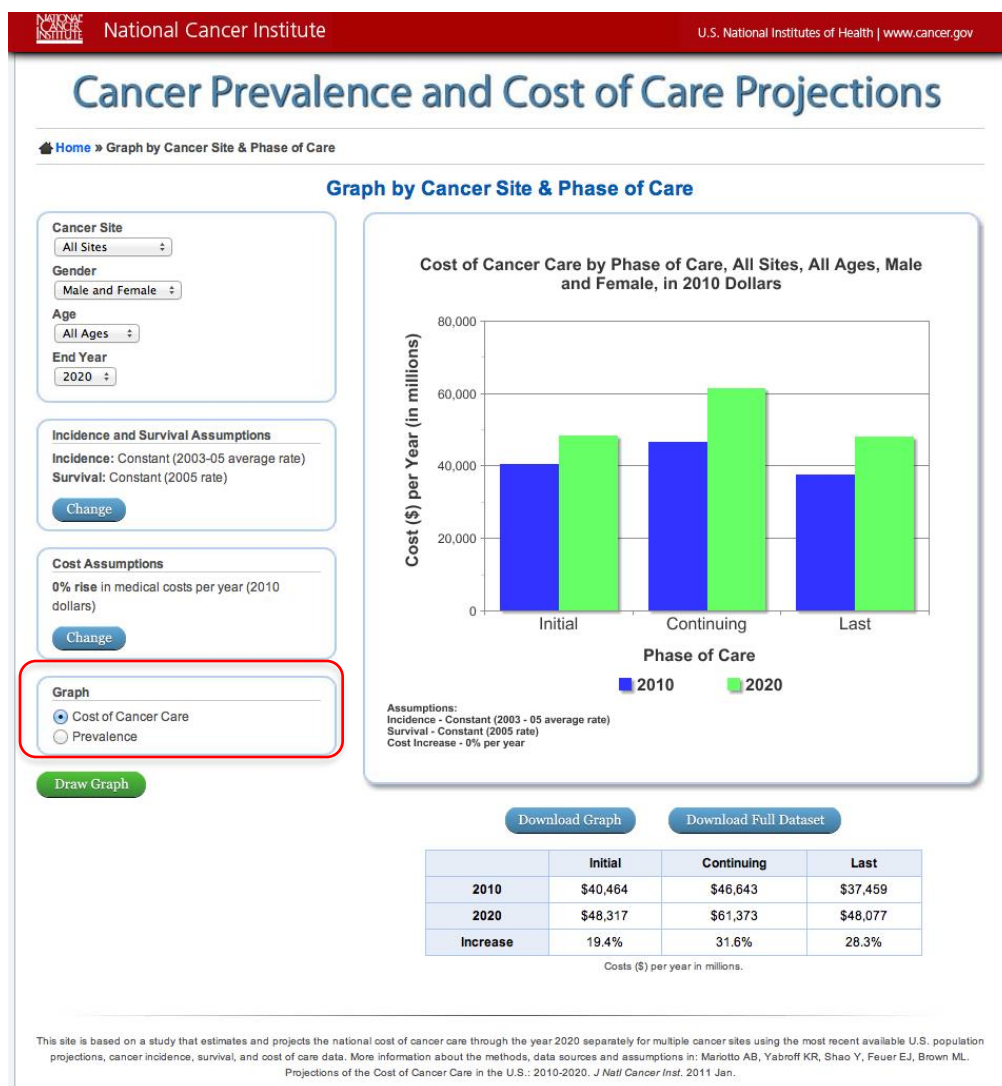 NATIONAL
CANCER
INSTITUTE
National Cancer Institute
U.S. National Institutes of Health | www.cancer.gov
Cancer Prevalence and Cost of Care Projections
Home » Graph by Cancer Site & Phase of Care
Graph by Cancer Site & Phase of Care
Cancer Site
All Sites
Gender
Male and Female
Age
All Ages
End Year
2020
Incidence and Survival Assumptions
Incidence: Constant (2003-05 average rate)
Survival: Constant (2005 rate)
Change
Cost Assumptions
0% rise in medical costs per year (2010
dollars)
Change
Graph
Cost of Cancer Care
Prevalence
Draw Graph
Cost of Cancer Care by Phase of Care, All Sites, All Ages, Male
and Female, in 2010 Dollars
Cost ($) per Year (in millions)
80,000
60,000
40,000
20,000
0
Initial Continuing Last
Phase of Care
2010 2020
Assumptions:
Incidence - Constant (2003 - 05 average rate)
Survival - Constant (2005 rate)
Cost Increase - 0% per year
Download Graph Download Full Dataset
Initial Continuing Last
2010 $40,464 $46,643 $37,459
2020 $48,317 $61,373 $48,077
Increase 19.4% 31.6% 28.3%
Costs ($) per year in millions.
This site is based on a study that estimates and projects the national cost of cancer care through the year 2020 separately for multiple cancer sites using the most recent available U.S. population
projections, cancer incidence, survival, and cost of care data. More information about the methods, data sources and assumptions in: Mariotto AB, Yabroff KR, Shao Y, Feuer EJ, Brown ML.
Projections of the Cost of Cancer Care in the U.S.: 2010-2020. J Natl Cancer Inst. 2011 Jan.